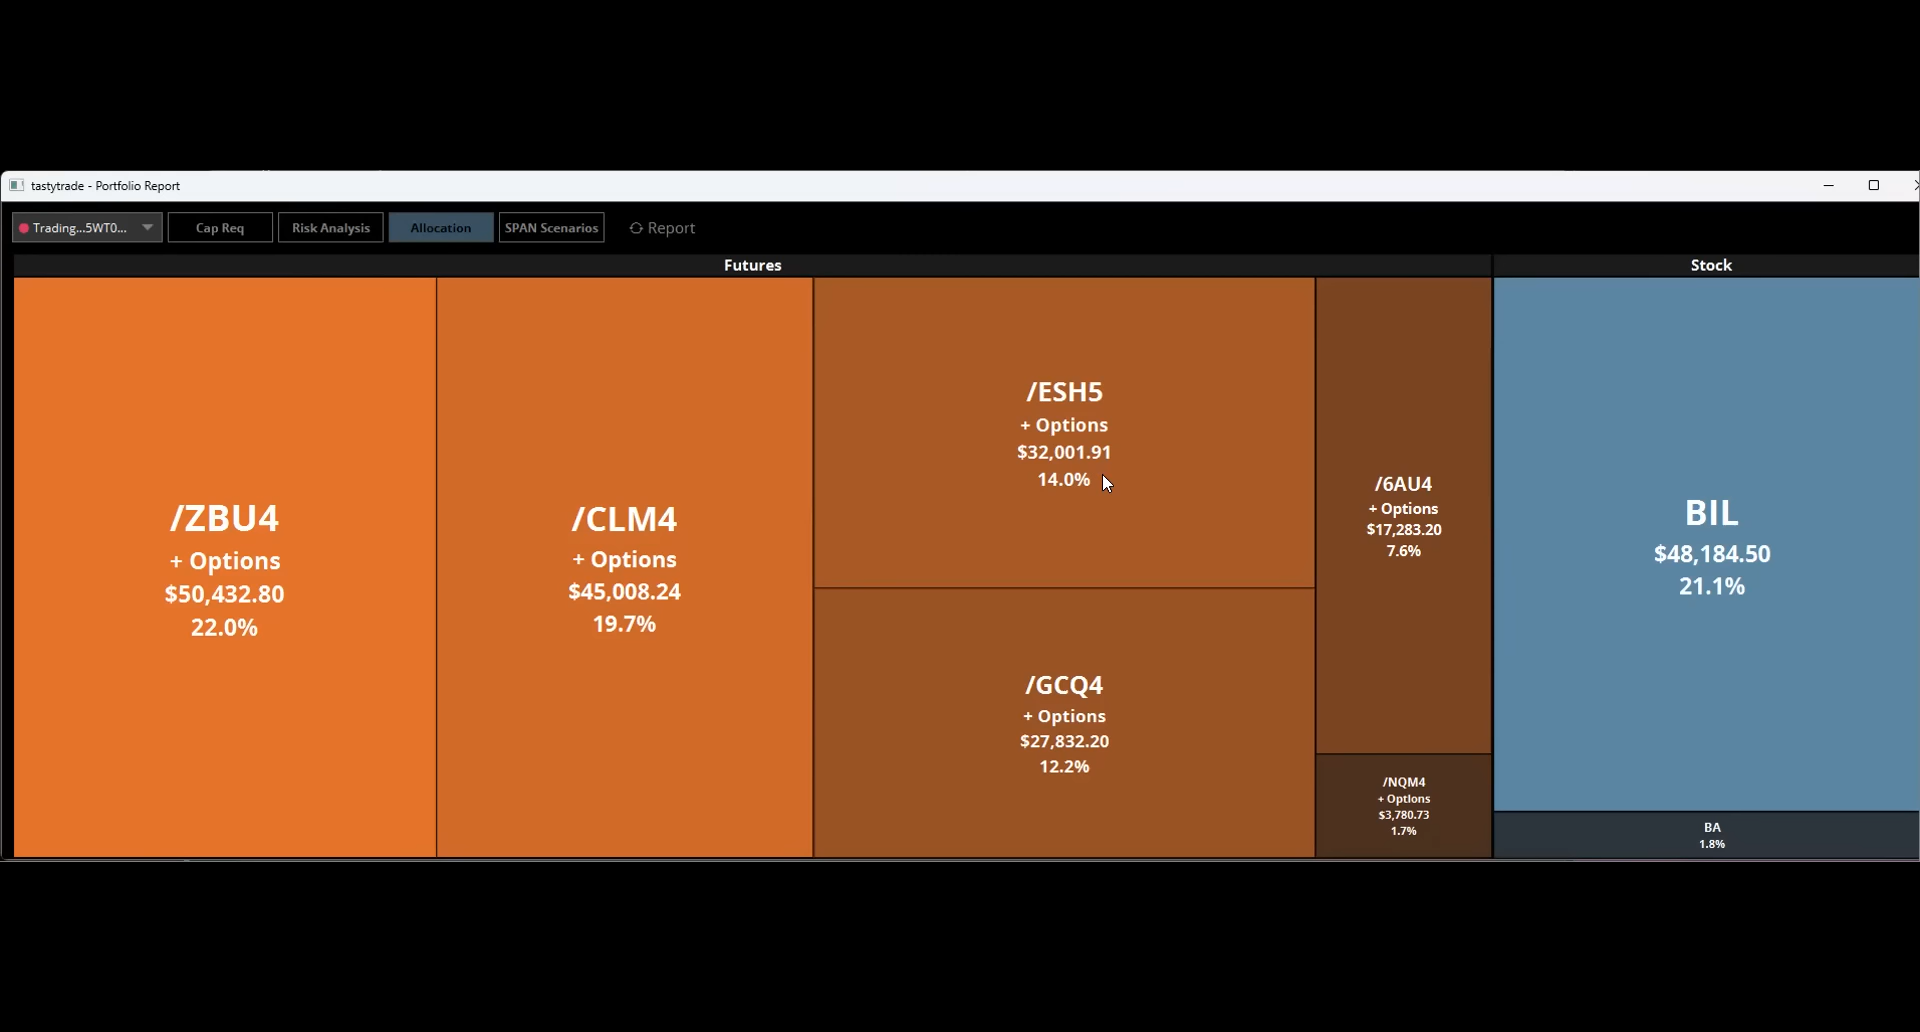 tastytrade - Portfolio Report
Trading...5WT0...
Cap Req
Risk Analysis
Allocation
SPAN Scenarios
Report
Futures
Stock
/ZBU4
+ Options
$50,432.80
22.0%
/CLM4
+ Options
$45,008.24
19.7%
/ESH5
+ Options
$32,001.91
14.0%
/GCQ4
+ Options
$27,832.20
12.2%
/6AU4
+ Options
$17,283.20
7.6%
/NQM4
+ Options
$3,780.73
1.7%
BIL
$48,184.50
21.1%
BA
1.8%